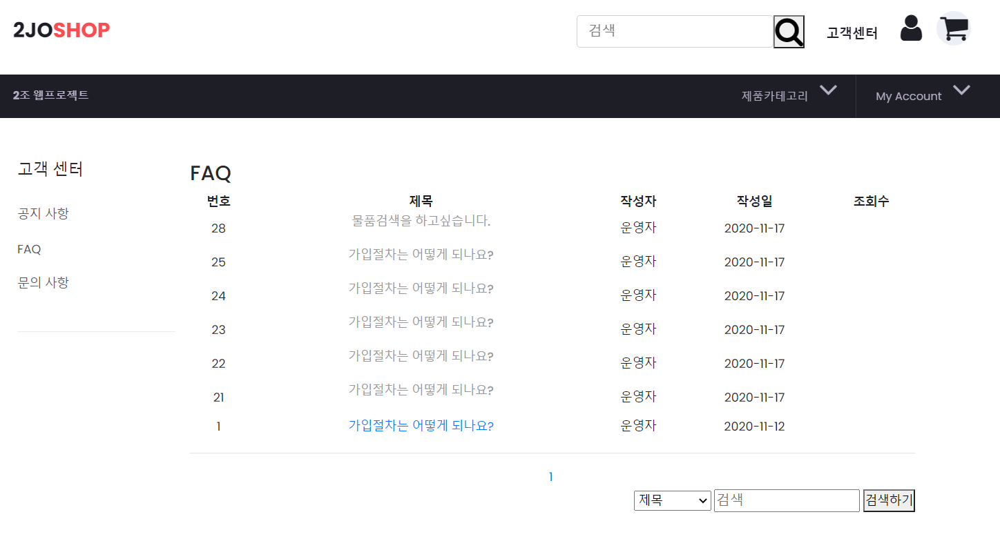 2JOSHOP
검색
고객센터
2조 웹프로젝트
제품카테고리
My Account
고객 센터
공지 사항
FAQ
문의 사항
FAQ
번호 제목 작성자 작성일 조회수
28 물품검색을 하고싶습니다. 운영자 2020-11-17
25 가입절차는 어떻게 되나요? 운영자 2020-11-17
24 가입절차는 어떻게 되나요? 운영자 2020-11-17
23 가입절차는 어떻게 되나요? 운영자 2020-11-17
22 가입절차는 어떻게 되나요? 운영자 2020-11-17
21 가입절차는 어떻게 되나요? 운영자 2020-11-17
1 가입절차는 어떻게 되나요? 운영자 2020-11-12
1
제목 검색 검색하기